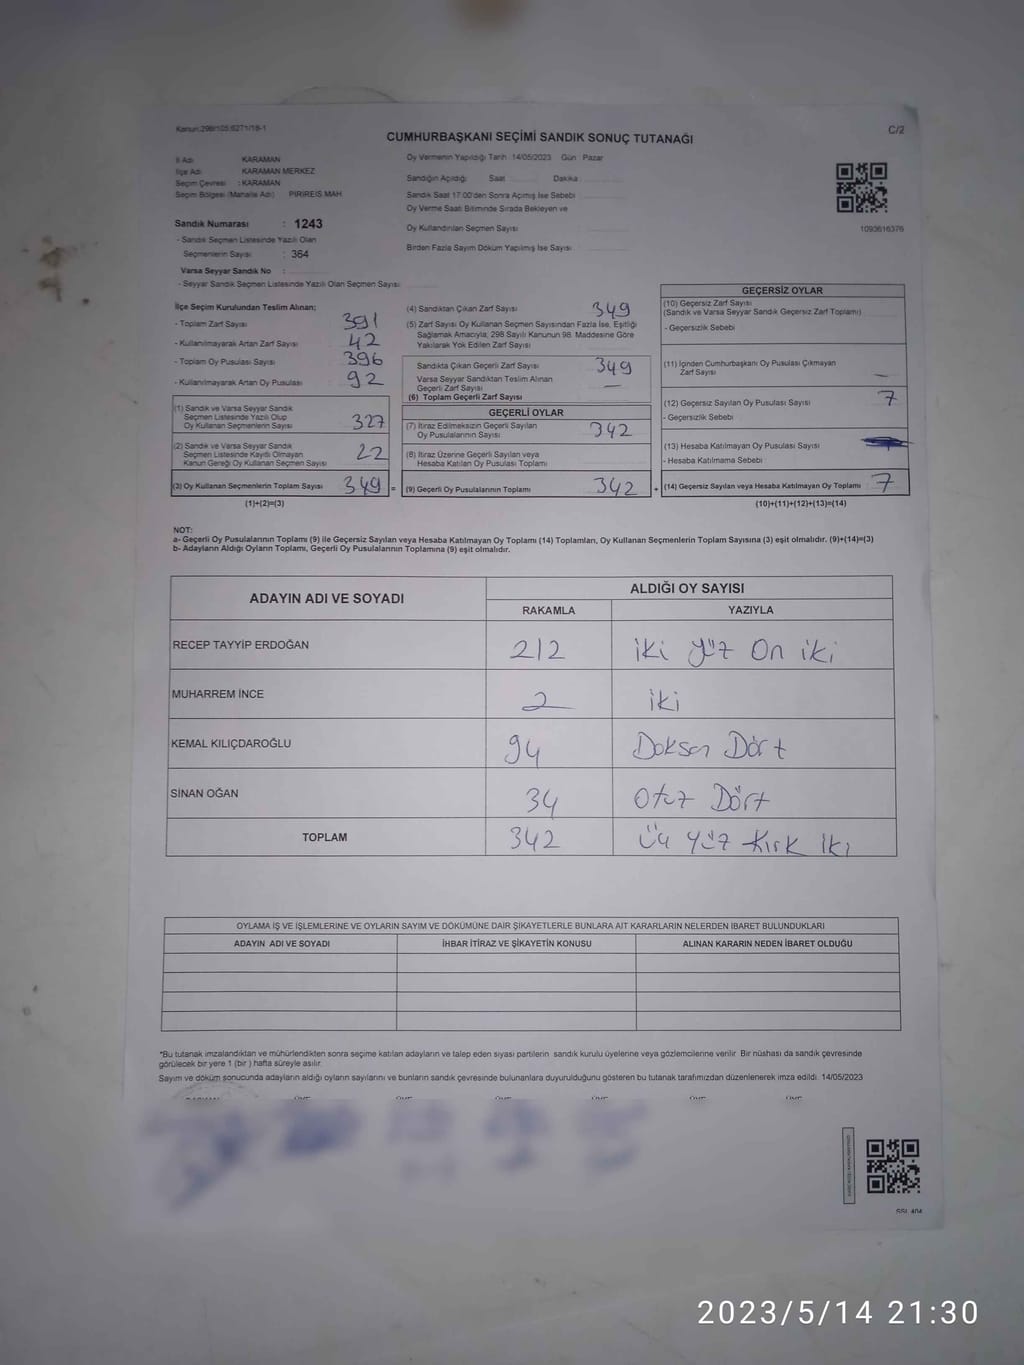 Kanun:298/105;6271/18-1
CUMHURBAŞKANI SEÇİMİ SANDIK SONUÇ TUTANAĞI
C/2
İl Adı KARAMAN
İlçe Adı KARAMAN MERKEZ
Seçim Çevresi : KARAMAN
Seçim Bölgesi (Mahalle Adı) PİRİREİS MAH
Oy Vermenin Yapıldığı Tarih 14/05/2023 Gün Pazar
Sandığın Açıldığı Saat Dakika
Sandık Saat 17:00'den Sonra Açılmış İse Sebebi
Oy Verme Saati Bitiminde Sırada Bekleyen ve
Oy Kullandırılan Seçmen Sayısı
Birden Fazla Sayım Döküm Yapılmış İse Sayısı
1093616376
Sandık Numarası : 1243
- Sandık Seçmen Listesinde Yazılı Olan
Seçmenlerin Sayısı : 364
Varsa Seyyar Sandık No :
- Seyyar Sandık Seçmen Listesinde Yazılı Olan Seçmen Sayısı:
İlçe Seçim Kurulundan Teslim Alınan:
- Toplam Zarf Sayısı 391
- Kullanılmayarak Artan Zarf Sayısı 42
- Toplam Oy Pusulası Sayısı 396
- Kullanılmayarak Artan Oy Pusulası 92
(1) Sandık ve Varsa Seyyar Sandık
Seçmen Listesinde Yazılı Olup
Oy Kullanan Seçmenlerin Sayısı 327
(2) Sandık ve Varsa Seyyar Sandık
Seçmen Listesinde Kaydı Olmayan
Kanun Gereği Oy Kullanan Seçmen Sayısı 22
(3) Oy Kullanan Seçmenlerin Toplam Sayısı 349 =
(1)+(2)=(3)
(4) Sandıktan Çıkan Zarf Sayısı 349
(5) Zarf Sayısı Oy Kullanan Seçmen Sayısından Fazla İse, Eşitliği
Sağlamak Amacıyla; 298 Sayılı Kanunun 98. Maddesine Göre
Yakılarak Yok Edilen Zarf Sayısı
Sandıkta Çıkan Geçerli Zarf Sayısı 349
Varsa Seyyar Sandıktan Teslim Alınan
Geçerli Zarf Sayısı —
(6) Toplam Geçerli Zarf Sayısı
GEÇERLİ OYLAR
(7) İtiraz Edilmeksizin Geçerli Sayılan
Oy Pusulalarının Sayısı 342
(8) İtiraz Üzerine Geçerli Sayılan veya
Hesaba Katılan Oy Pusulası Toplamı
(9) Geçerli Oy Pusulalarının Toplamı 342 +
GEÇERSİZ OYLAR
(10) Geçersiz Zarf Sayısı
(Sandık ve Varsa Seyyar Sandık Geçersiz Zarf Toplamı)
- Geçersizlik Sebebi
(11) İçinden Cumhurbaşkanı Oy Pusulası Çıkmayan
Zarf Sayısı —
(12) Geçersiz Sayılan Oy Pusulası Sayısı 7
- Geçersizlik Sebebi
(13) Hesaba Katılmayan Oy Pusulası Sayısı
- Hesaba Katılmama Sebebi
(14) Geçersiz Sayılan veya Hesaba Katılmayan Oy Toplamı 7
(10)+(11)+(12)+(13)=(14)
NOT:
a- Geçerli Oy Pusulalarının Toplamı (9) ile Geçersiz Sayılan veya Hesaba Katılmayan Oy Toplamı (14) Toplamları, Oy Kullanan Seçmenlerin Toplam Sayısına (3) eşit olmalıdır. (9)+(14)=(3)
b- Adayların Aldığı Oyların Toplamı, Geçerli Oy Pusulalarının Toplamına (9) eşit olmalıdır.
ADAYIN ADI VE SOYADI
ALDIĞI OY SAYISI
RAKAMLA YAZIYLA
RECEP TAYYİP ERDOĞAN 212 iki yüz On iki
MUHARREM İNCE 2 iki
KEMAL KILIÇDAROĞLU 94 Doksan Dört
SİNAN OĞAN 34 Otuz Dört
TOPLAM 342 Üç Yüz Kırk İki
OYLAMA İŞ VE İŞLEMLERİNE VE OYLARIN SAYIM VE DÖKÜMÜNE DAİR ŞİKAYETLERLE BUNLARA AİT KARARLARIN NELERDEN İBARET BULUNDUKLARI
ADAYIN ADI VE SOYADI İHBAR İTİRAZ VE ŞİKAYETİN KONUSU ALINAN KARARIN NEDEN İBARET OLDUĞU
*Bu tutanak imzalandıktan ve mühürlendikten sonra seçime katılan adayların ve talep eden siyasi partilerin sandık kurulu üyelerine veya gözlemcilerine verilir. Bir nüshası da sandık çevresinde
görülecek bir yere 1 (bir) hafta süreyle asılır.
Sayım ve döküm sonucunda adayların aldığı oyların sayılarını ve bunların sandık çevresinde bulunanlara duyurulduğunu gösteren bu tutanak tarafımızdan düzenlenerek imza edildi. 14/05/2023
2023/5/14 21:30